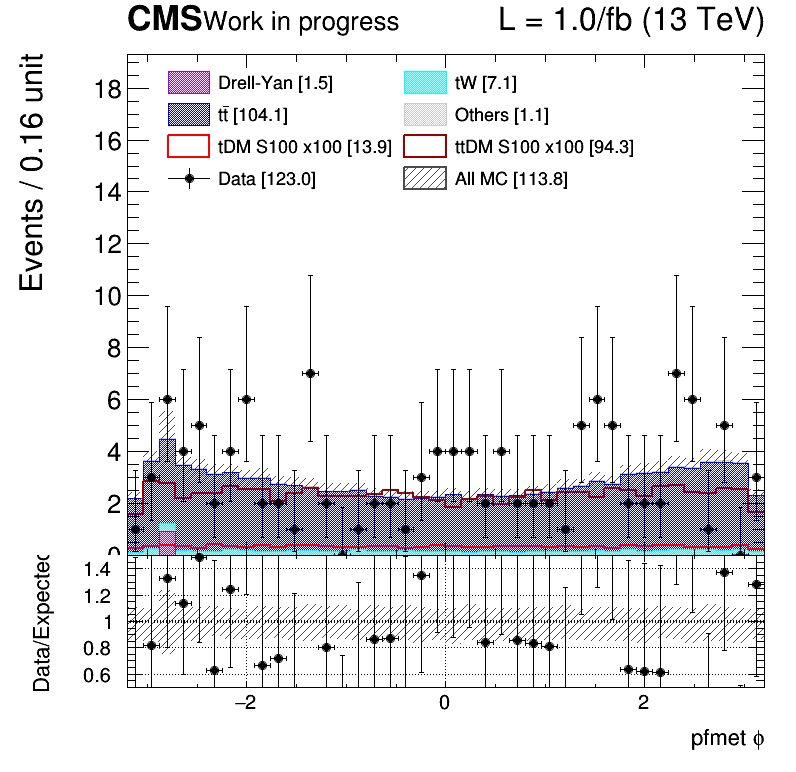 CMS Work in progress L = 1.0/fb (13 TeV)
Events / 0.16 unit
Drell-Yan [1.5] tW [7.1]
tt̄ [104.1] Others [1.1]
tDM S100 x100 [13.9] ttDM S100 x100 [94.3]
Data [123.0] All MC [113.8]
18
16
14
12
10
8
6
4
2
0
Data/Expected
1.4
1.2
1
0.8
0.6
−2 0 2
pfmet ϕ